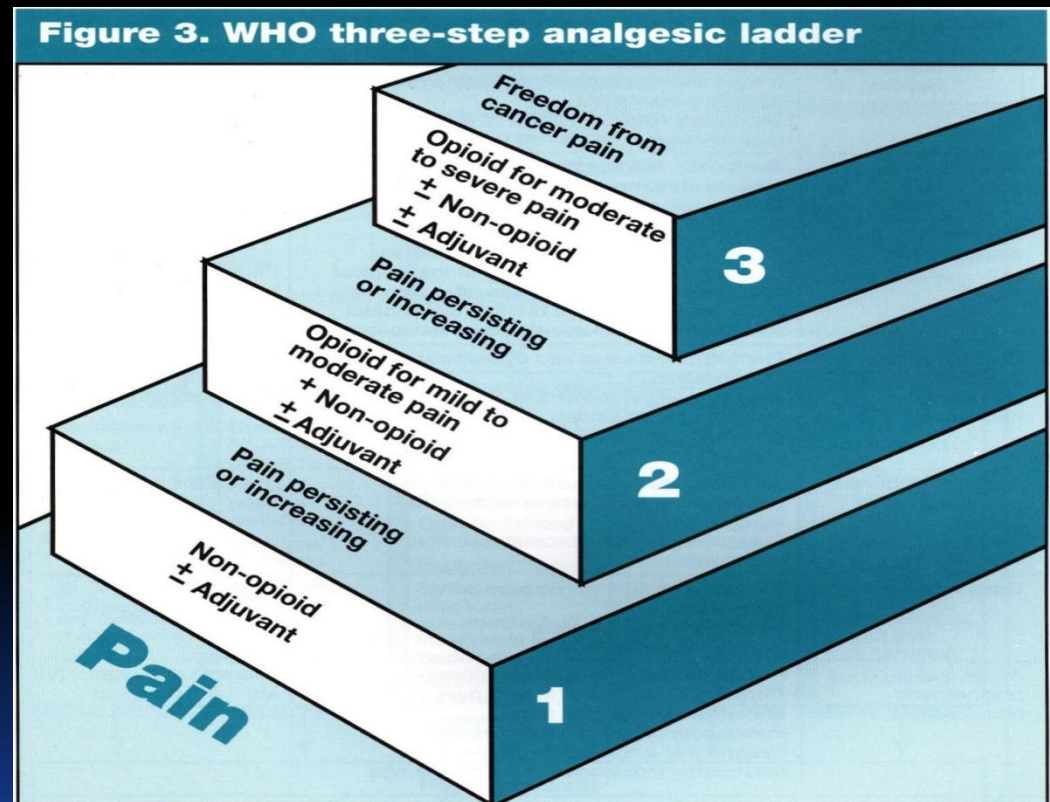 Figure 3. WHO three-step analgesic ladder
Freedom from
cancer pain
Opioid for moderate
to severe pain
± Non-opioid
± Adjuvant
3
Pain persisting
or increasing
Opioid for mild to
moderate pain
+ Non-opioid
± Adjuvant
2
Pain persisting
or increasing
Non-opioid
± Adjuvant
1
Pain